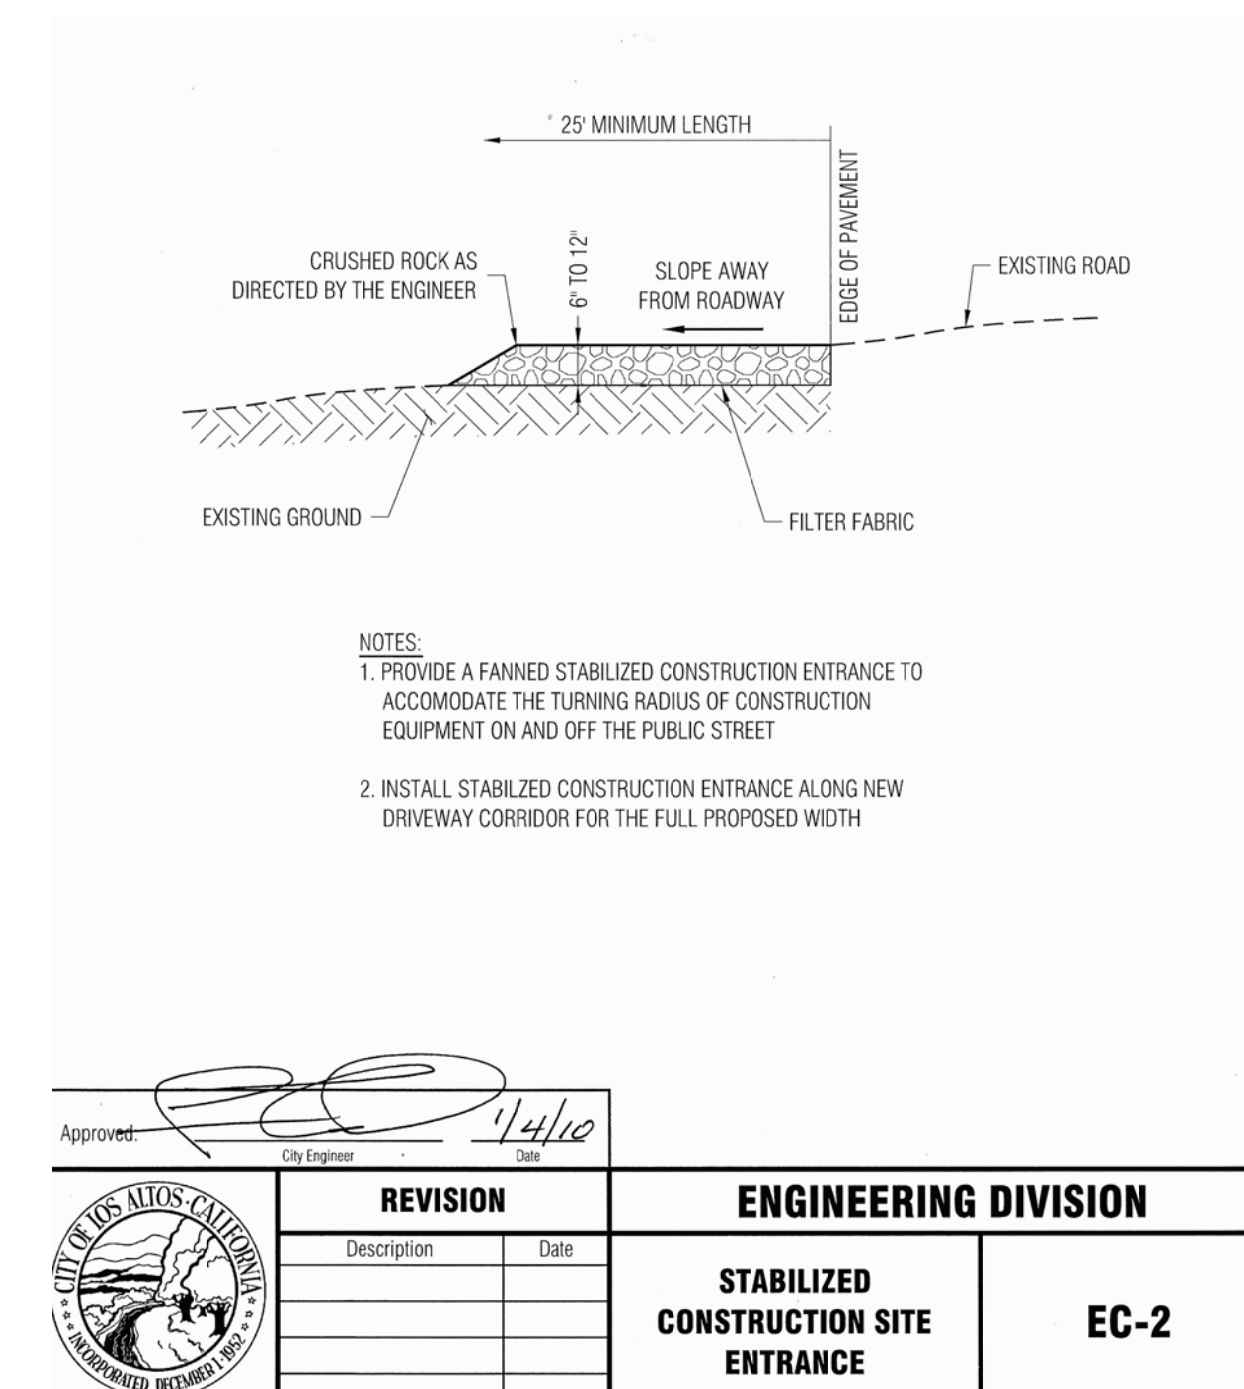 25' MINIMUM LENGTH
EDGE OF PAVEMENT
CRUSHED ROCK AS
DIRECTED BY THE ENGINEER
6" TO 12"
SLOPE AWAY
FROM ROADWAY
EXISTING ROAD
EXISTING GROUND
FILTER FABRIC
NOTES:
1. PROVIDE A FANNED STABILIZED CONSTRUCTION ENTRANCE TO
ACCOMODATE THE TURNING RADIUS OF CONSTRUCTION
EQUIPMENT ON AND OFF THE PUBLIC STREET
2. INSTALL STABILZED CONSTRUCTION ENTRANCE ALONG NEW
DRIVEWAY CORRIDOR FOR THE FULL PROPOSED WIDTH
Approved:
1/4/10
City Engineer
Date
CITY OF LOS ALTOS · CALIFORNIA
INCORPORATED DECEMBER 1 · 1952
REVISION
Description
Date
ENGINEERING DIVISION
STABILIZED
CONSTRUCTION SITE
ENTRANCE
EC-2